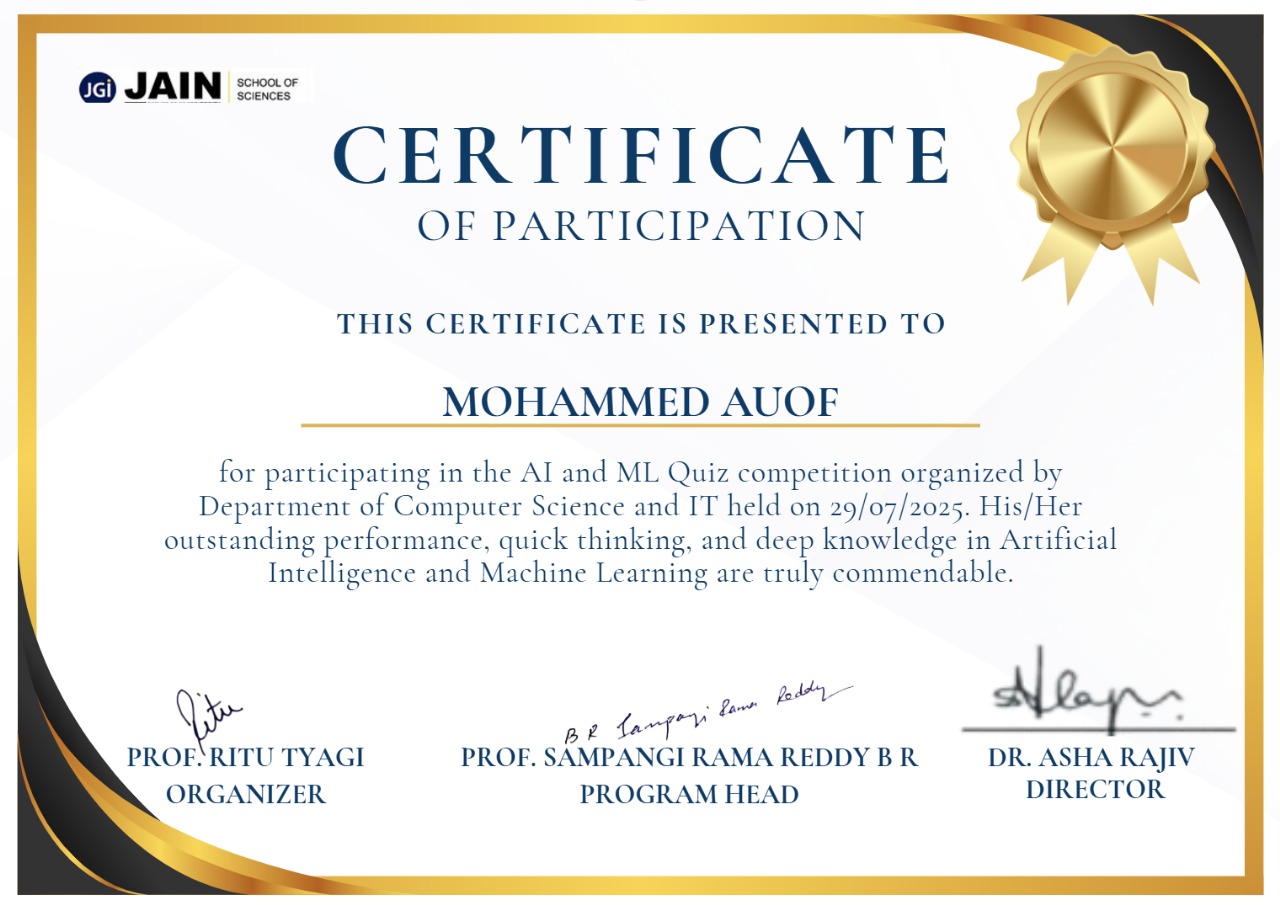 JGi JAIN SCHOOL OF
SCIENCES
CERTIFICATE
OF PARTICIPATION
THIS CERTIFICATE IS PRESENTED TO
MOHAMMED AUOF
for participating in the AI and ML Quiz competition organized by
Department of Computer Science and IT held on 29/07/2025. His/Her
outstanding performance, quick thinking, and deep knowledge in Artificial
Intelligence and Machine Learning are truly commendable.
Ritu
B R Sampangi Rama Reddy
PROF. RITU TYAGI
ORGANIZER
PROF. SAMPANGI RAMA REDDY B R
PROGRAM HEAD
DR. ASHA RAJIV
DIRECTOR